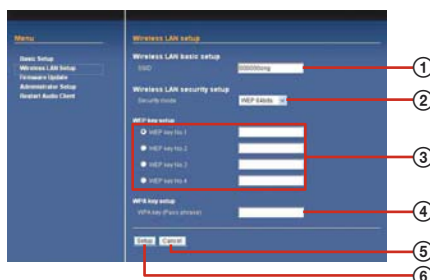 Menu
Basic Setup
Wireless LAN Setup
Firmware Update
Administrator Setup
Restart Audio Client
Wireless LAN setup
Wireless LAN basic setup
SSID
Wireless LAN security setup
Security mode
WEP 64bits
WEP key setup
WEP key No.1
WEP key No.2
WEP key No.3
WEP key No.4
WPA key setup
WPA key (Pass phrase)
Setup Cancel
1
2
3
4
5
6